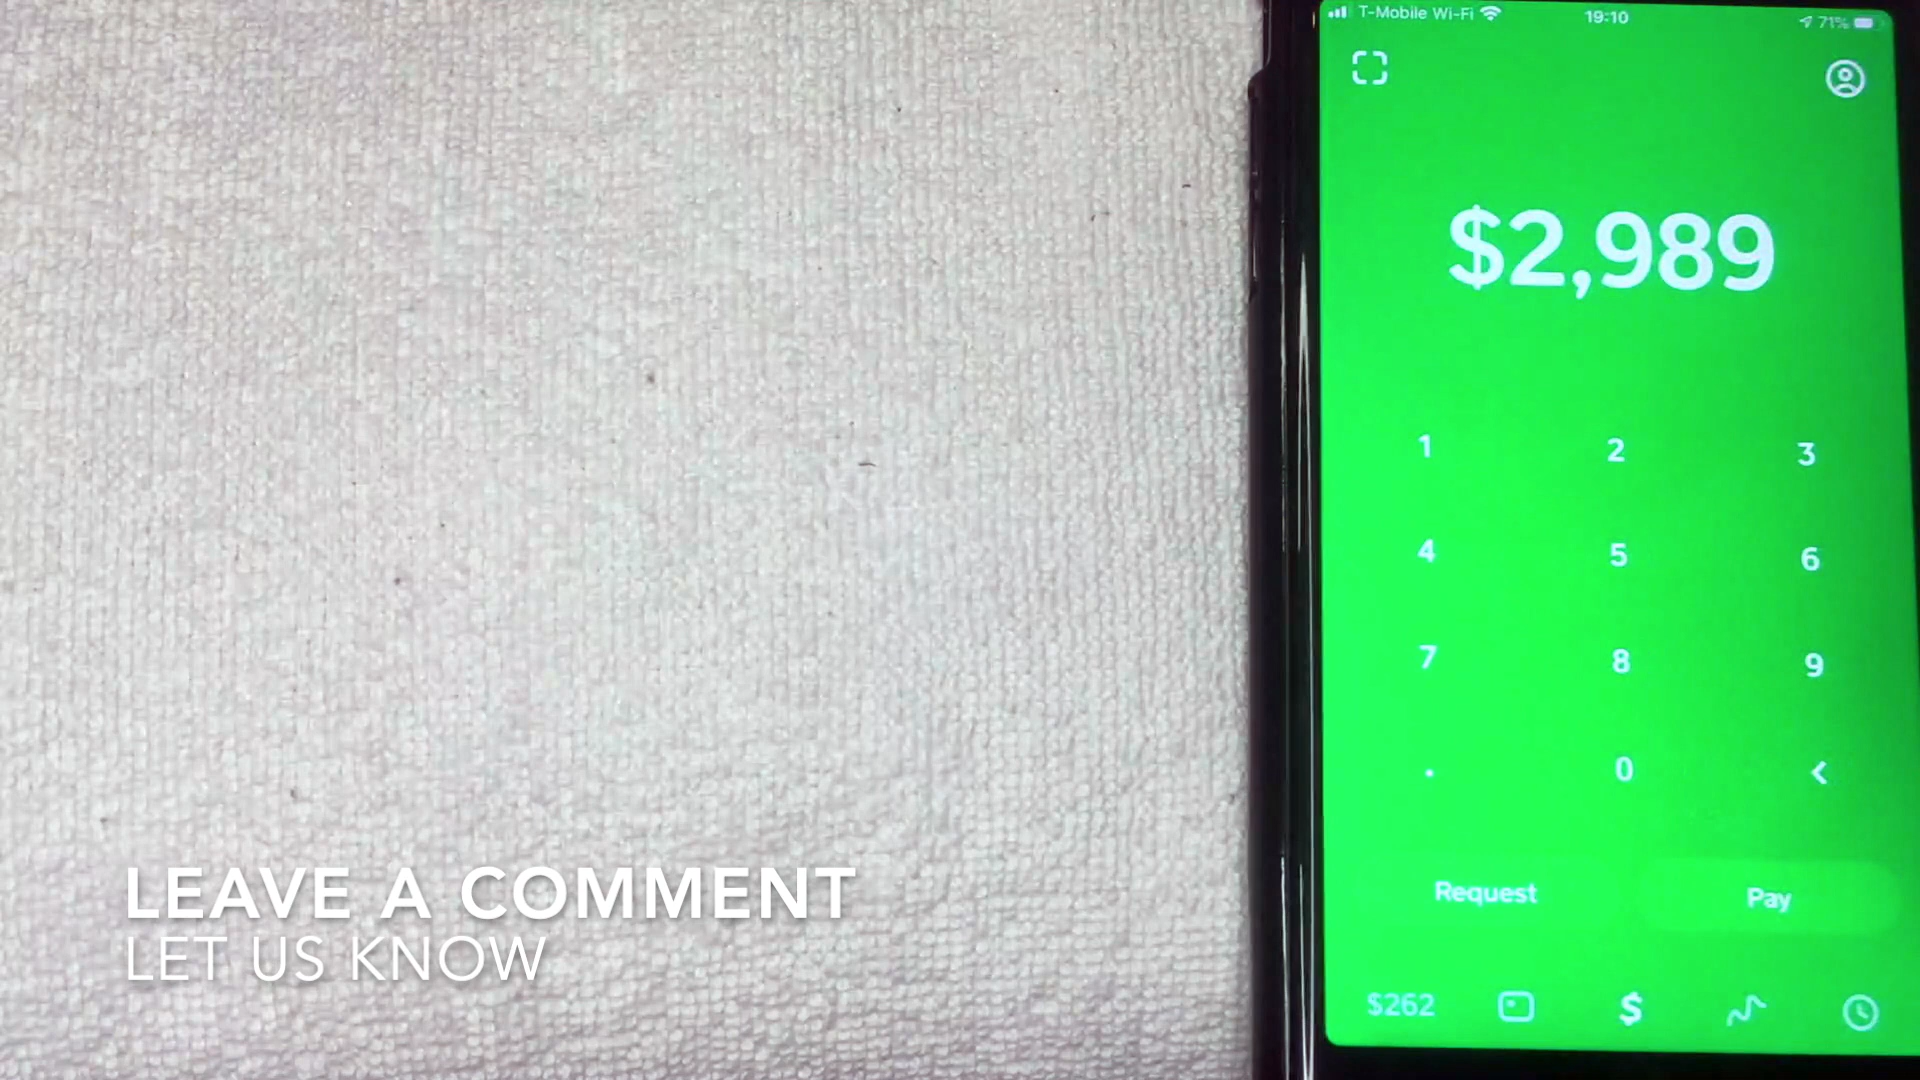 T-Mobile Wi-Fi 19:10 71%
$2,989
1 2 3
4 5 6
7 8 9
. 0 <
Request Pay
$262 $
LEAVE A COMMENT
LET US KNOW